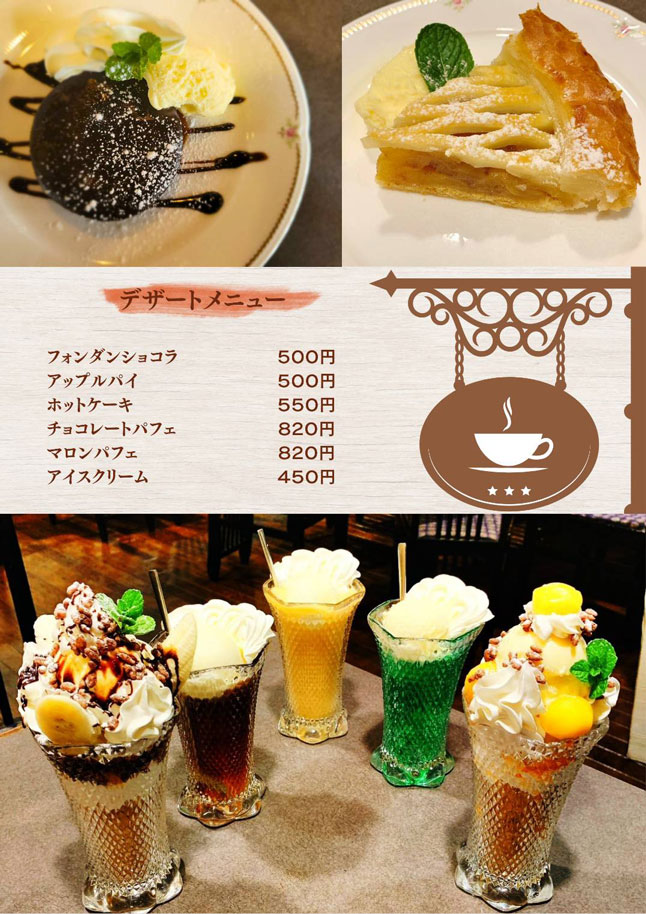 デザートメニュー
フォンダンショコラ 500円
アップルパイ 500円
ホットケーキ 550円
チョコレートパフェ 820円
マロンパフェ 820円
アイスクリーム 450円